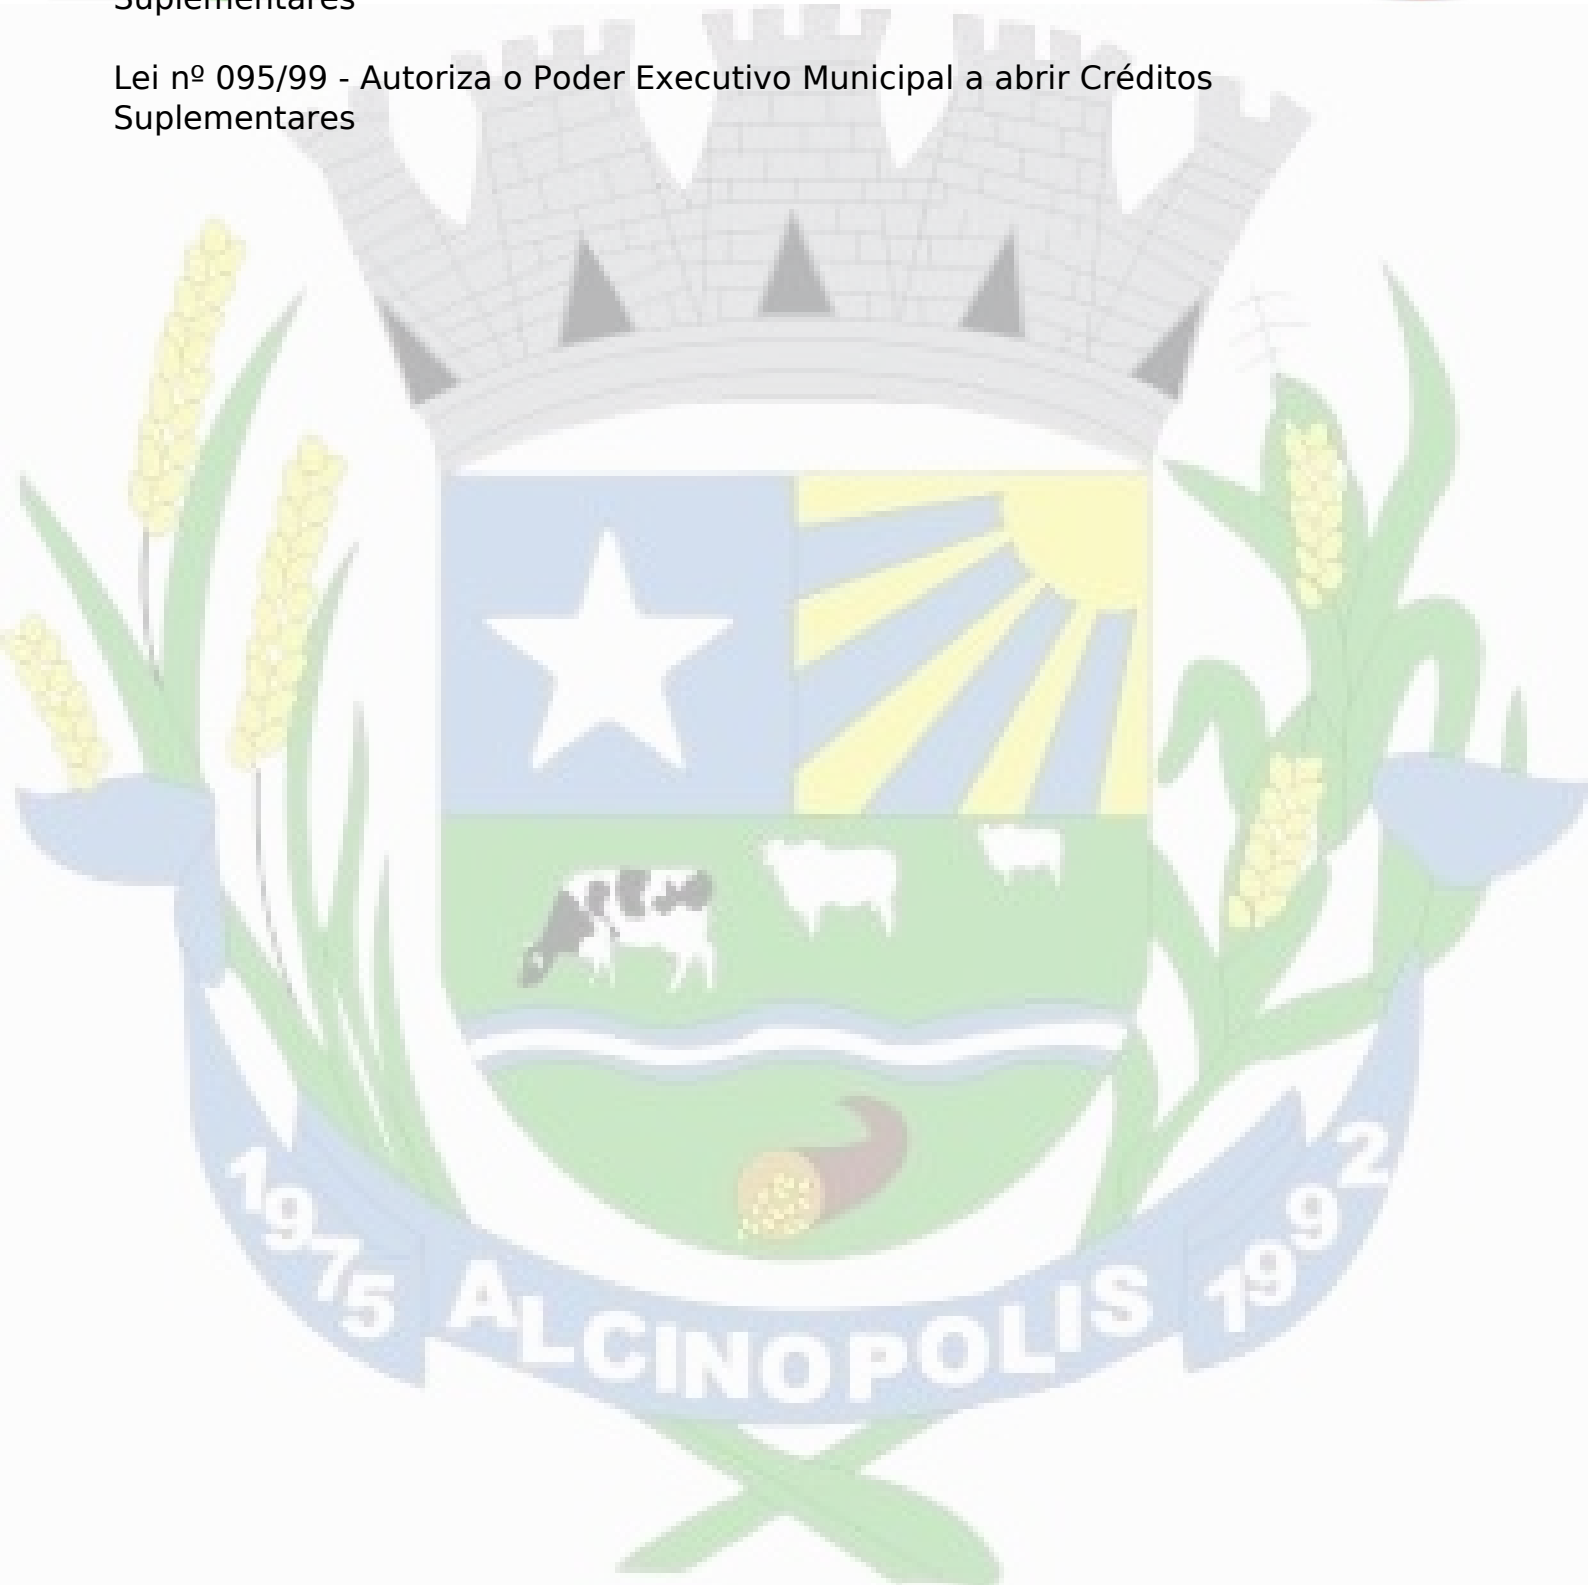 Suplementares
Lei nº 095/99 - Autoriza o Poder Executivo Municipal a abrir Créditos
Suplementares
1975
ALCINOPOLIS
1992